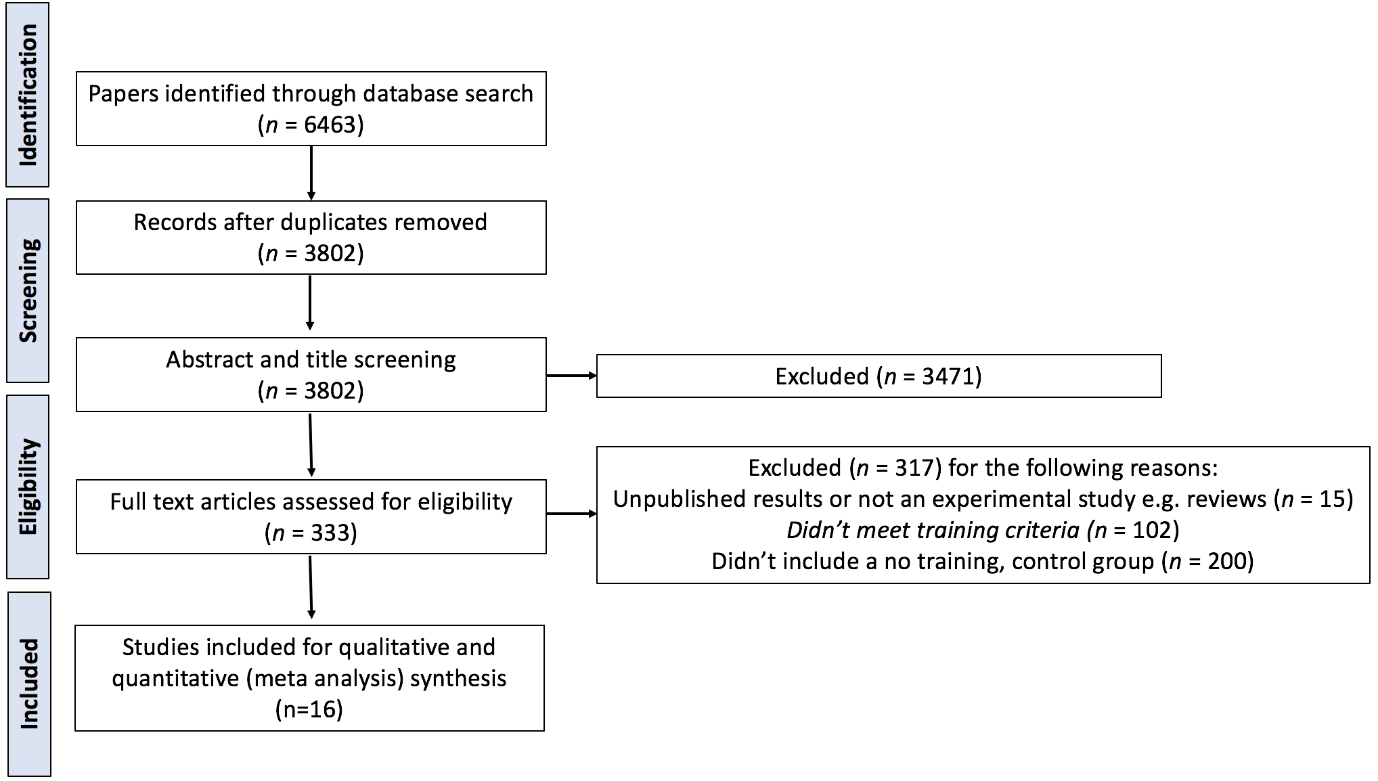 Identification
Papers identified through database search
(n = 6463)
Records after duplicates removed
(n = 3802)
Screening
Abstract and title screening
(n = 3802)
Excluded (n = 3471)
Eligibility
Full text articles assessed for eligibility
(n = 333)
Excluded (n = 317) for the following reasons:
Unpublished results or not an experimental study e.g. reviews (n = 15)
Didn’t meet training criteria (n = 102)
Didn’t include a no training, control group (n = 200)
Included
Studies included for qualitative and
quantitative (meta analysis) synthesis
(n=16)